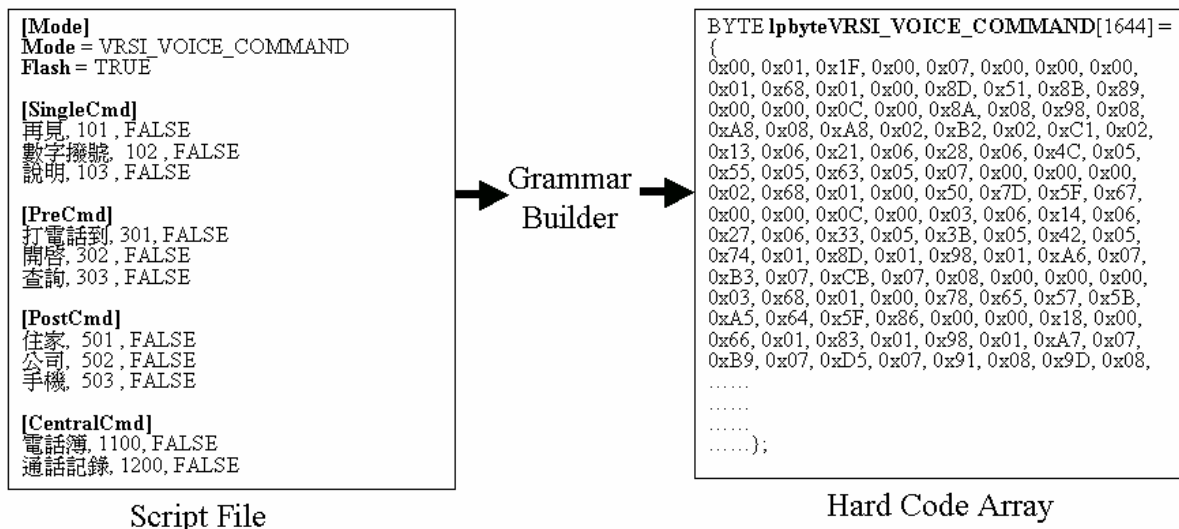 [Mode]
Mode = VRSI_VOICE_COMMAND
Flash = TRUE
[SingleCmd]
再見, 101 , FALSE
數字撥號, 102 , FALSE
說明, 103 , FALSE
[PreCmd]
打電話到, 301, FALSE
開啓, 302 , FALSE
查詢, 303 , FALSE
[PostCmd]
住家, 501 , FALSE
公司, 502 , FALSE
手機, 503 , FALSE
[CentralCmd]
電話簿, 1100, FALSE
通話記錄, 1200, FALSE
Script File
Grammar
Builder
BYTE lpbyteVRSI_VOICE_COMMAND[1644] =
{
0x00, 0x01, 0x1F, 0x00, 0x07, 0x00, 0x00, 0x00,
0x01, 0x68, 0x01, 0x00, 0x8D, 0x51, 0x8B, 0x89,
0x00, 0x00, 0x0C, 0x00, 0x8A, 0x08, 0x98, 0x08,
0xA8, 0x08, 0xA8, 0x02, 0xB2, 0x02, 0xC1, 0x02,
0x13, 0x06, 0x21, 0x06, 0x28, 0x06, 0x4C, 0x05,
0x55, 0x05, 0x63, 0x05, 0x07, 0x00, 0x00, 0x00,
0x02, 0x68, 0x01, 0x00, 0x50, 0x7D, 0x5F, 0x67,
0x00, 0x00, 0x0C, 0x00, 0x03, 0x06, 0x14, 0x06,
0x27, 0x06, 0x33, 0x05, 0x3B, 0x05, 0x42, 0x05,
0x74, 0x01, 0x8D, 0x01, 0x98, 0x01, 0xA6, 0x07,
0xB3, 0x07, 0xCB, 0x07, 0x08, 0x00, 0x00, 0x00,
0x03, 0x68, 0x01, 0x00, 0x78, 0x65, 0x57, 0x5B,
0xA5, 0x64, 0x5F, 0x86, 0x00, 0x00, 0x18, 0x00,
0x66, 0x01, 0x83, 0x01, 0x98, 0x01, 0xA7, 0x07,
0xB9, 0x07, 0xD5, 0x07, 0x91, 0x08, 0x9D, 0x08,
……
……
……
……};
Hard Code Array